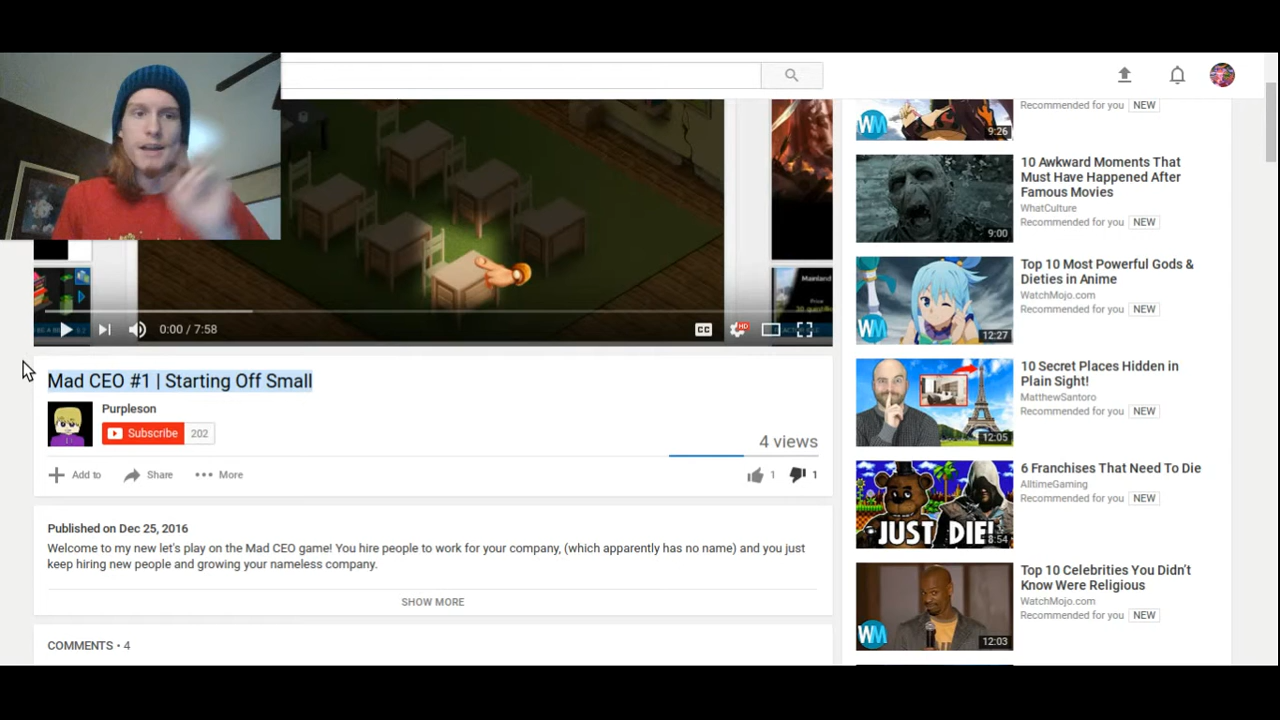 Recommended for you NEW
9:26
10 Awkward Moments That
Must Have Happened After
Famous Movies
WhatCulture
Recommended for you NEW
9:00
Top 10 Most Powerful Gods &
Dieties in Anime
WatchMojo.com
Recommended for you NEW
12:27
Mainland
Price
0:00 / 7:58
CC
HD
Mad CEO #1 | Starting Off Small
Purpleson
Subscribe 202
4 views
Add to
Share
More
1
1
10 Secret Places Hidden in
Plain Sight!
MatthewSantoro
Recommended for you NEW
12:05
6 Franchises That Need To Die
AlltimeGaming
Recommended for you NEW
JUST DIE!
8:54
Published on Dec 25, 2016
Welcome to my new let's play on the Mad CEO game! You hire people to work for your company, (which apparently has no name) and you just
keep hiring new people and growing your nameless company.
SHOW MORE
Top 10 Celebrities You Didn't
Know Were Religious
WatchMojo.com
Recommended for you NEW
WM
12:03
COMMENTS • 4